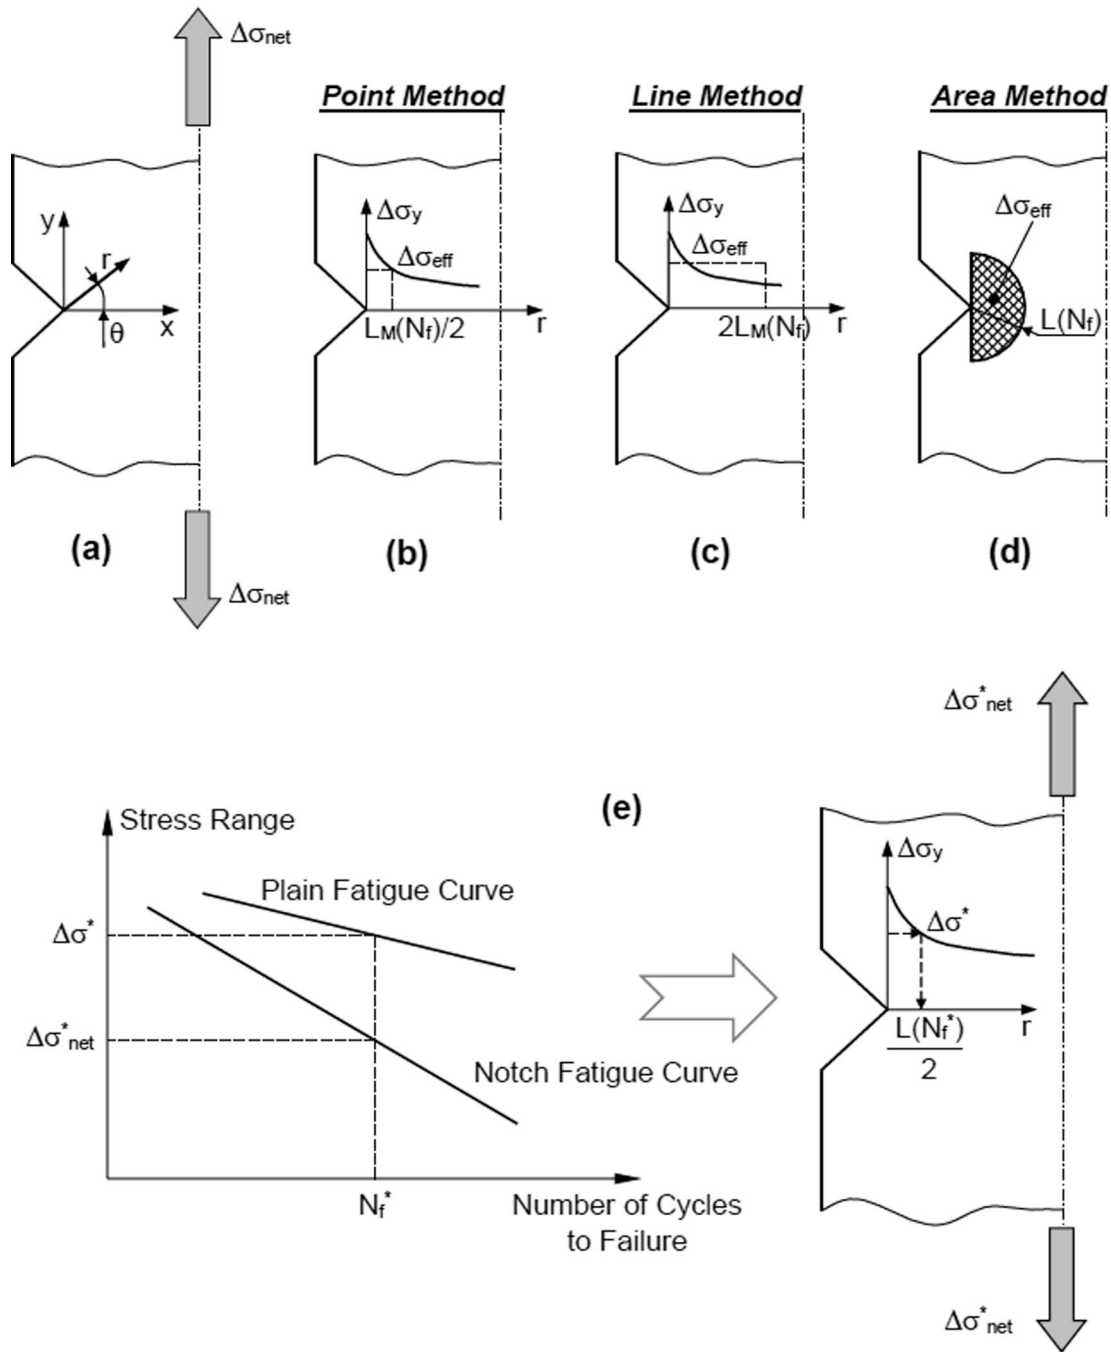 Δσnet
Point Method
Line Method
Area Method
y
r
x
θ
Δσy
Δσeff
LM(Nf)/2
r
Δσy
Δσeff
2LM(Nf)
r
Δσeff
L(Nf)
(a)
(b)
(c)
(d)
Δσnet
(e)
Stress Range
Plain Fatigue Curve
Δσ*
Δσ*net
Notch Fatigue Curve
Nf*
Number of Cycles
to Failure
Δσ*net
Δσy
Δσ*
r
L(Nf*)
2
Δσ*net